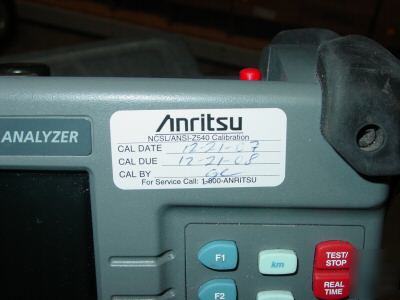 Anritsu
NCSL/ANSI-Z540 Calibration
ANALYZER
CAL DATE 12-21-07
CAL DUE 12-21-08
CAL BY GC
For Service Call: 1-800-ANRITSU
F1
km
TEST/
STOP
REAL
TIME
F2